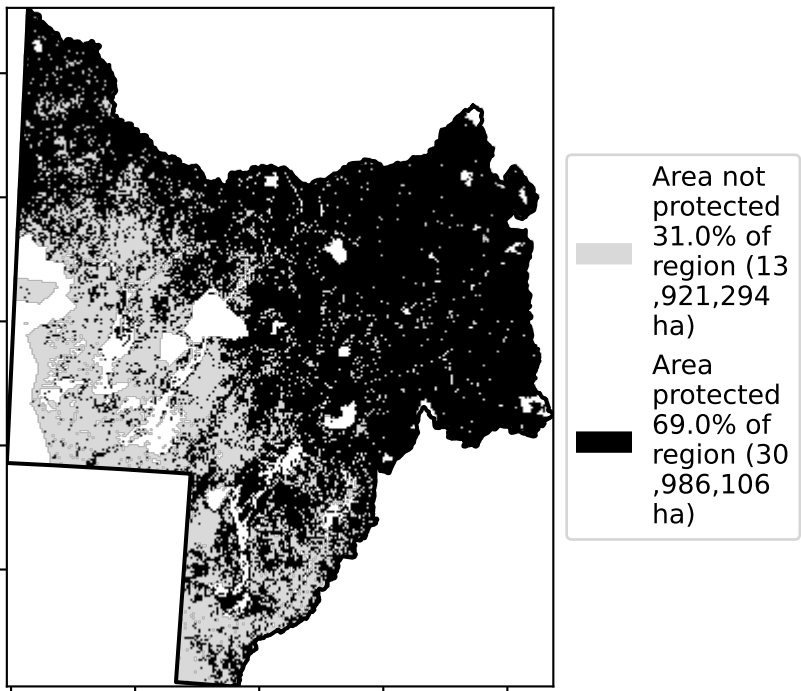 Area not
protected
31.0% of
region (13
,921,294
ha)
Area
protected
69.0% of
region (30
,986,106
ha)